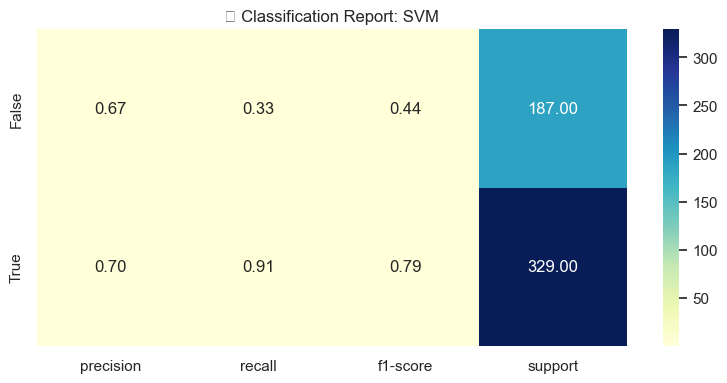 Classification Report: SVM
False
0.67 0.33 0.44 187.00
True
0.70 0.91 0.79 329.00
precision recall f1-score support
300
250
200
150
100
50